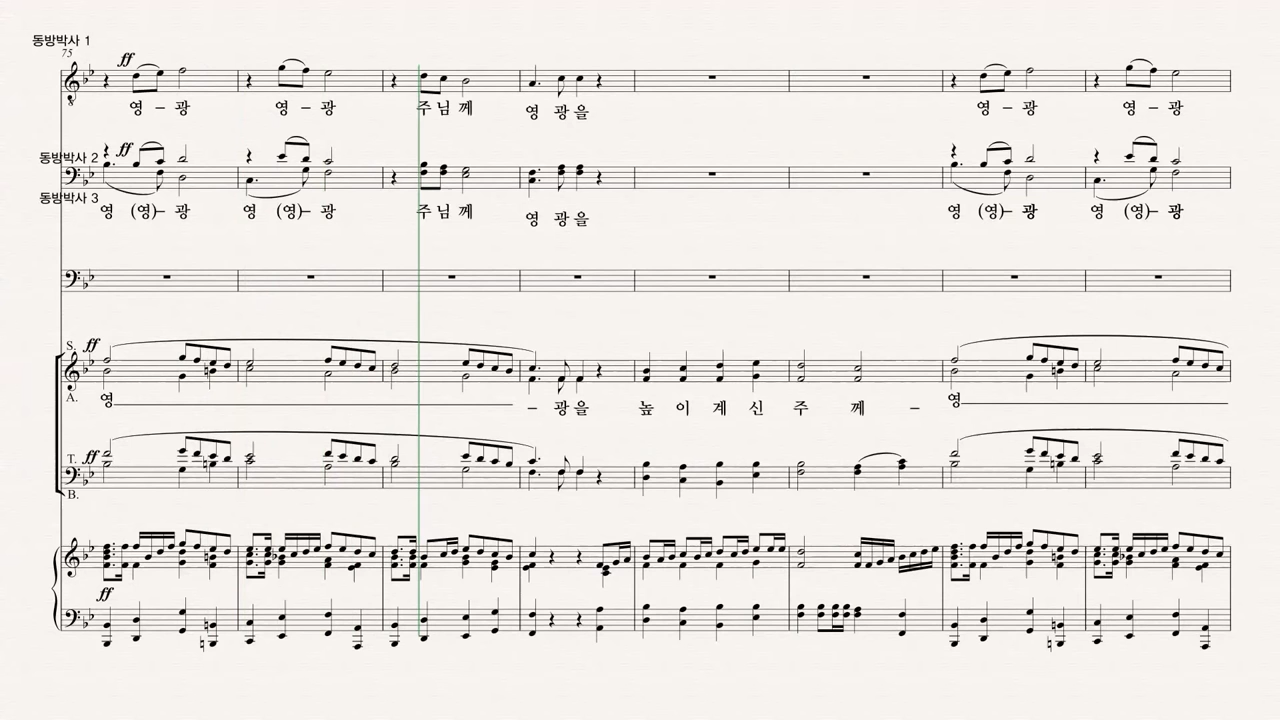 동방박사 1
75
ff
영 – 광 영 – 광 주 님 께 영 광 을 영 – 광 영 – 광
동방박사 2 ff
동방박사 3
영 (영)– 광 영 (영)– 광 주 님 께 영 광 을 영 (영)– 광 영 (영)– 광
S. ff
A. 영 – 광 을 높 이 계 신 주 께 – 영
T. ff
B.
ff